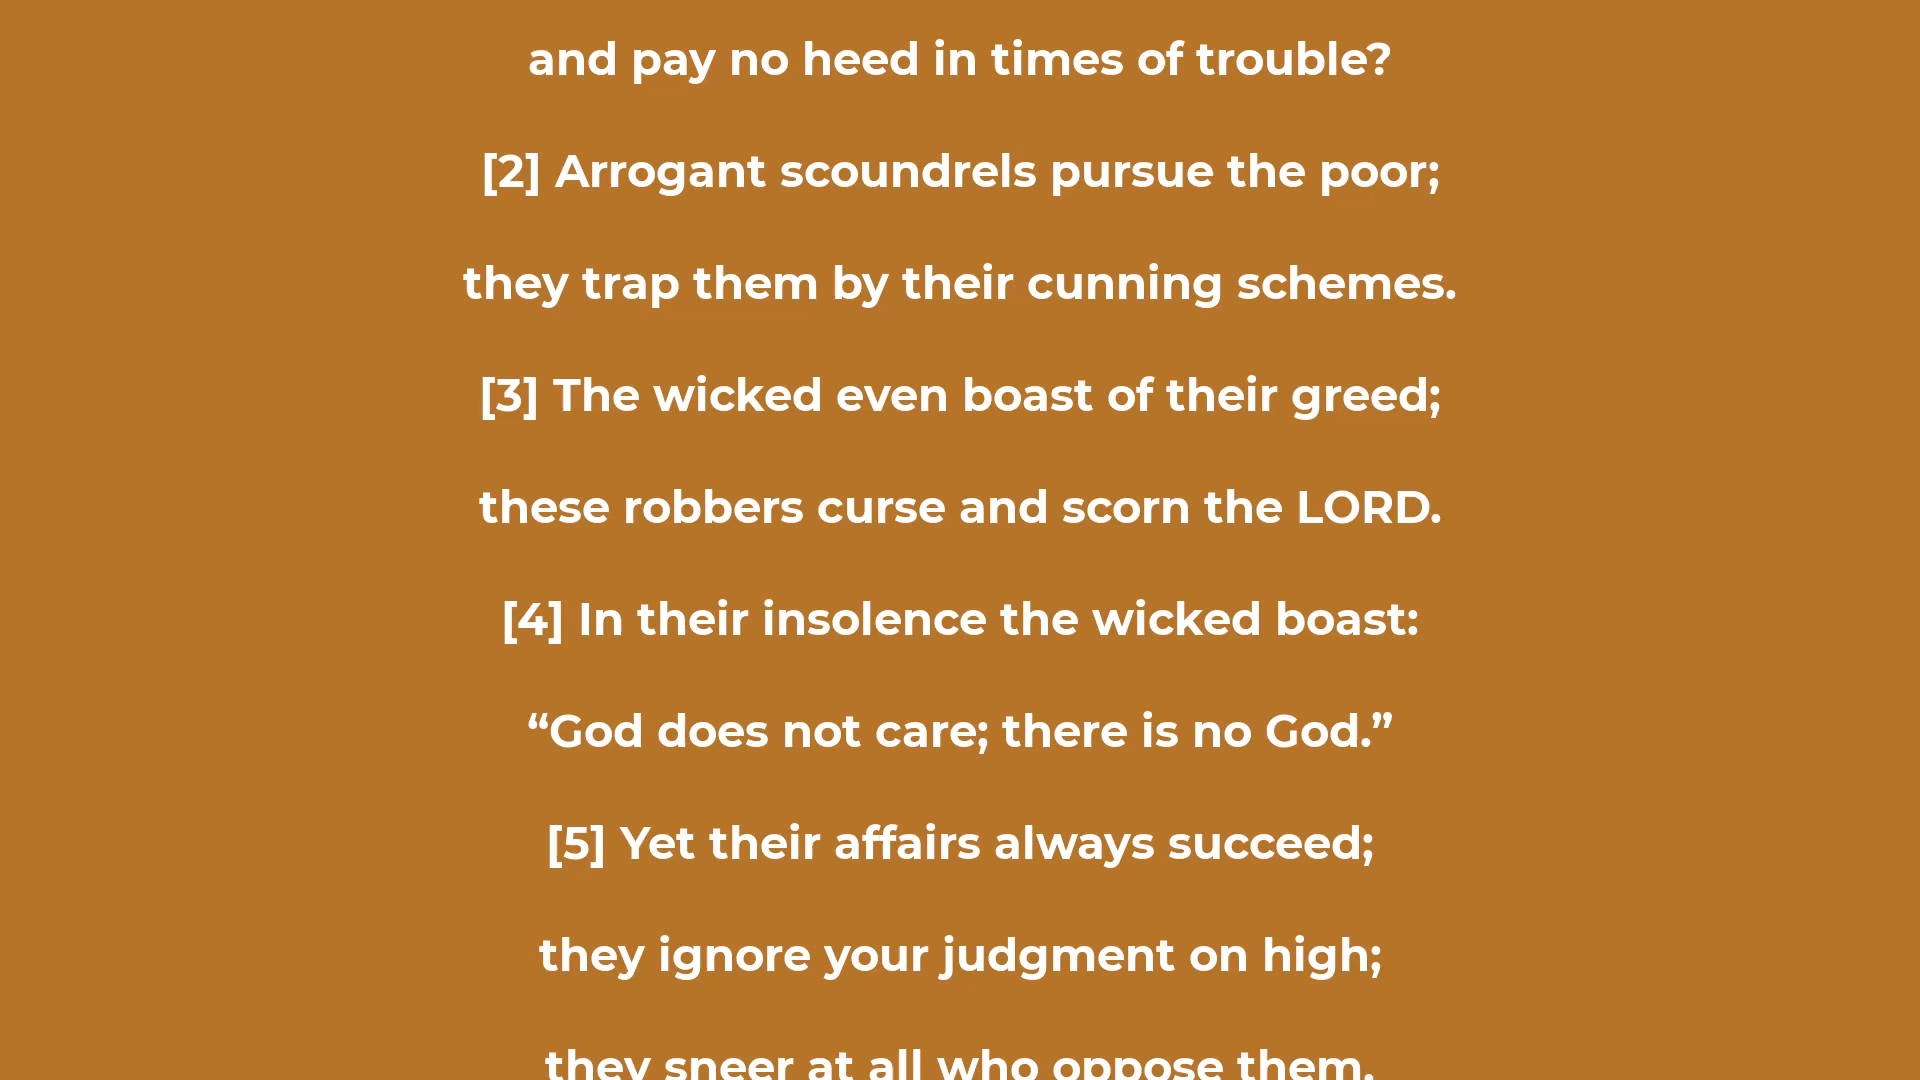 and pay no heed in times of trouble?
[2] Arrogant scoundrels pursue the poor;
they trap them by their cunning schemes.
[3] The wicked even boast of their greed;
these robbers curse and scorn the LORD.
[4] In their insolence the wicked boast:
“God does not care; there is no God.”
[5] Yet their affairs always succeed;
they ignore your judgment on high;
they sneer at all who oppose them.